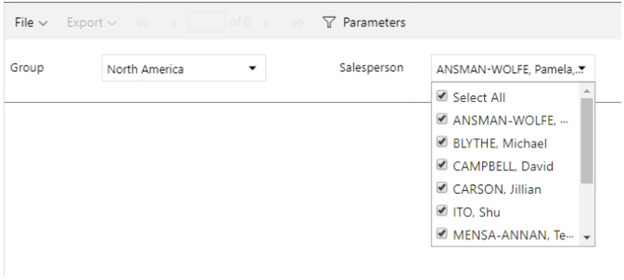 File Export of 0 Parameters
Group North America Salesperson ANSMAN-WOLFE, Pamela,...
Select All
ANSMAN-WOLFE, ...
BLYTHE, Michael
CAMPBELL, David
CARSON, Jillian
ITO, Shu
MENSA-ANNAN, Te...